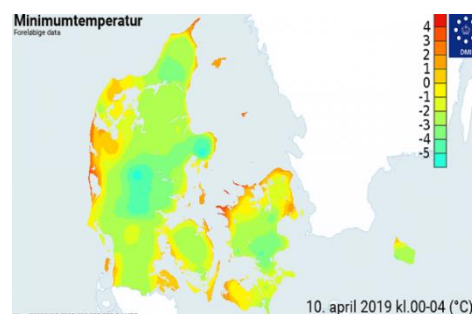 Minimumtemperatur
Foreløbige data
4
3
2
1
0
-1
-2
-3
-4
-5
DMI
10. april 2019 kl.00-04 (°C)